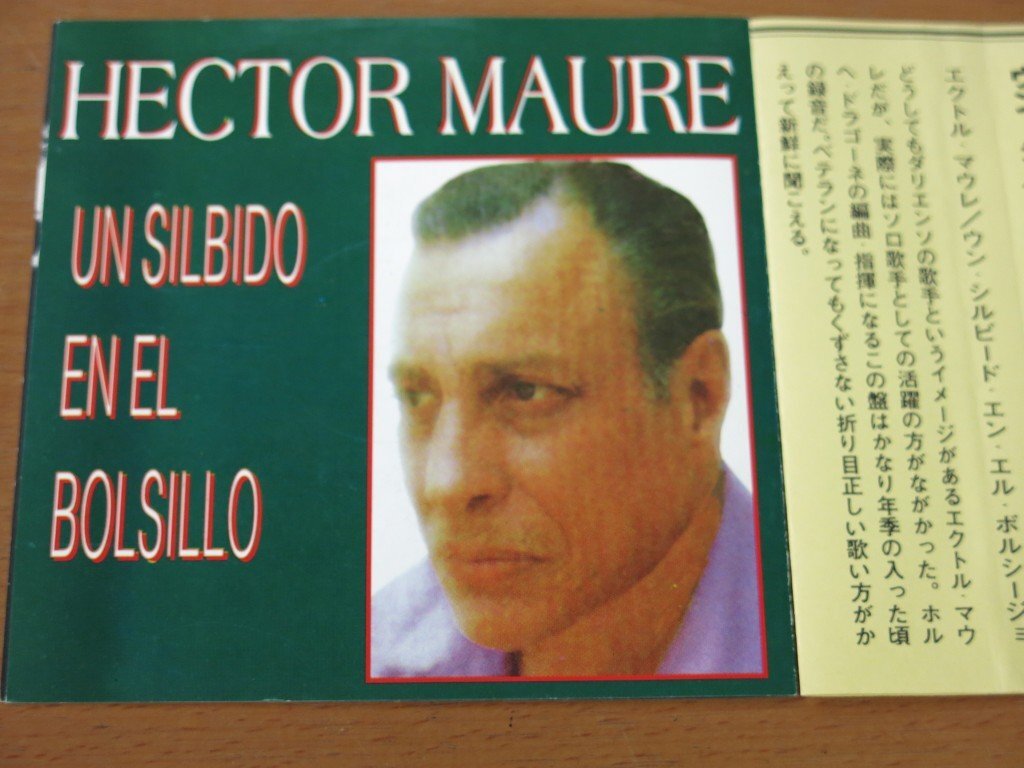 HECTOR MAURE
UN SILBIDO
EN EL
BOLSILLO
エクトル・マウレ/ウン・シルビード・エン・エル・ボルシージョ
どうしてもダリエンソの歌手というイメージがあるエクトル・マウ
レだが、実際にはソロ歌手としての活躍の方がながかった。ホル
ヘ・ドラゴーネの編曲・指揮になるこの盤はかなり年季の入った頃
の録音だ。ベテランになってもくずさない折り目正しい歌い方がか
えって新鮮に聞こえる。